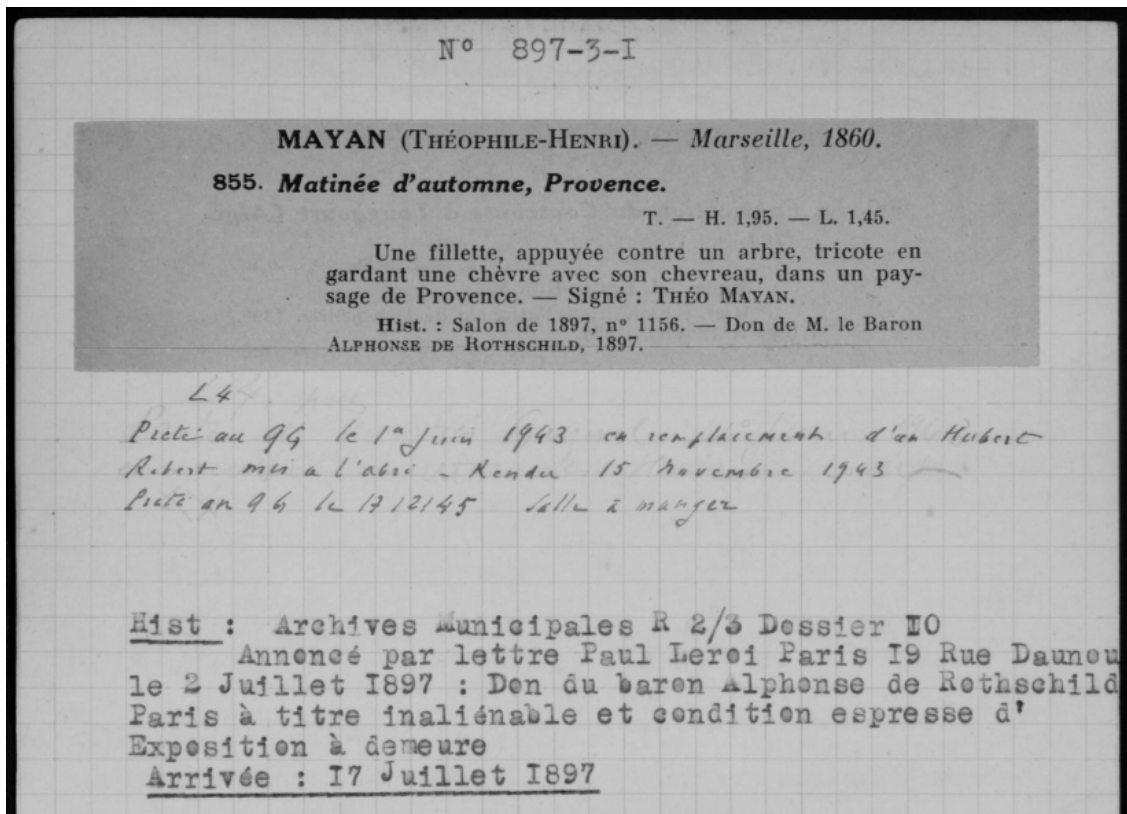 N° 897-3-I
MAYAN (THÉOPHILE-HENRI). — Marseille, 1860.
855. Matinée d'automne, Provence.
T. — H. 1,95. — L. 1,45.
Une fillette, appuyée contre un arbre, tricote en
gardant une chèvre avec son chevreau, dans un pay-
sage de Provence. — Signé : THÉO MAYAN.
Hist. : Salon de 1897, n° 1156. — Don de M. le Baron
ALPHONSE DE ROTHSCHILD, 1897.
L4
Prêté au 9G le 1er Juin 1943 en remplacement d'un Hubert
Robert mis a l'abri - Rendu 15 novembre 1943
Prêté au le salle à manger
Hist : Archives Municipales R 2/3 Dossier IO
Annoncé par lettre Paul Leroi Paris I9 Rue Daunou
le 2 Juillet I897 : Don du baron Alphonse de Rothschild
Paris à titre inaliénable et condition espresse d'
Exposition à demeure
Arrivée : I7 Juillet I897